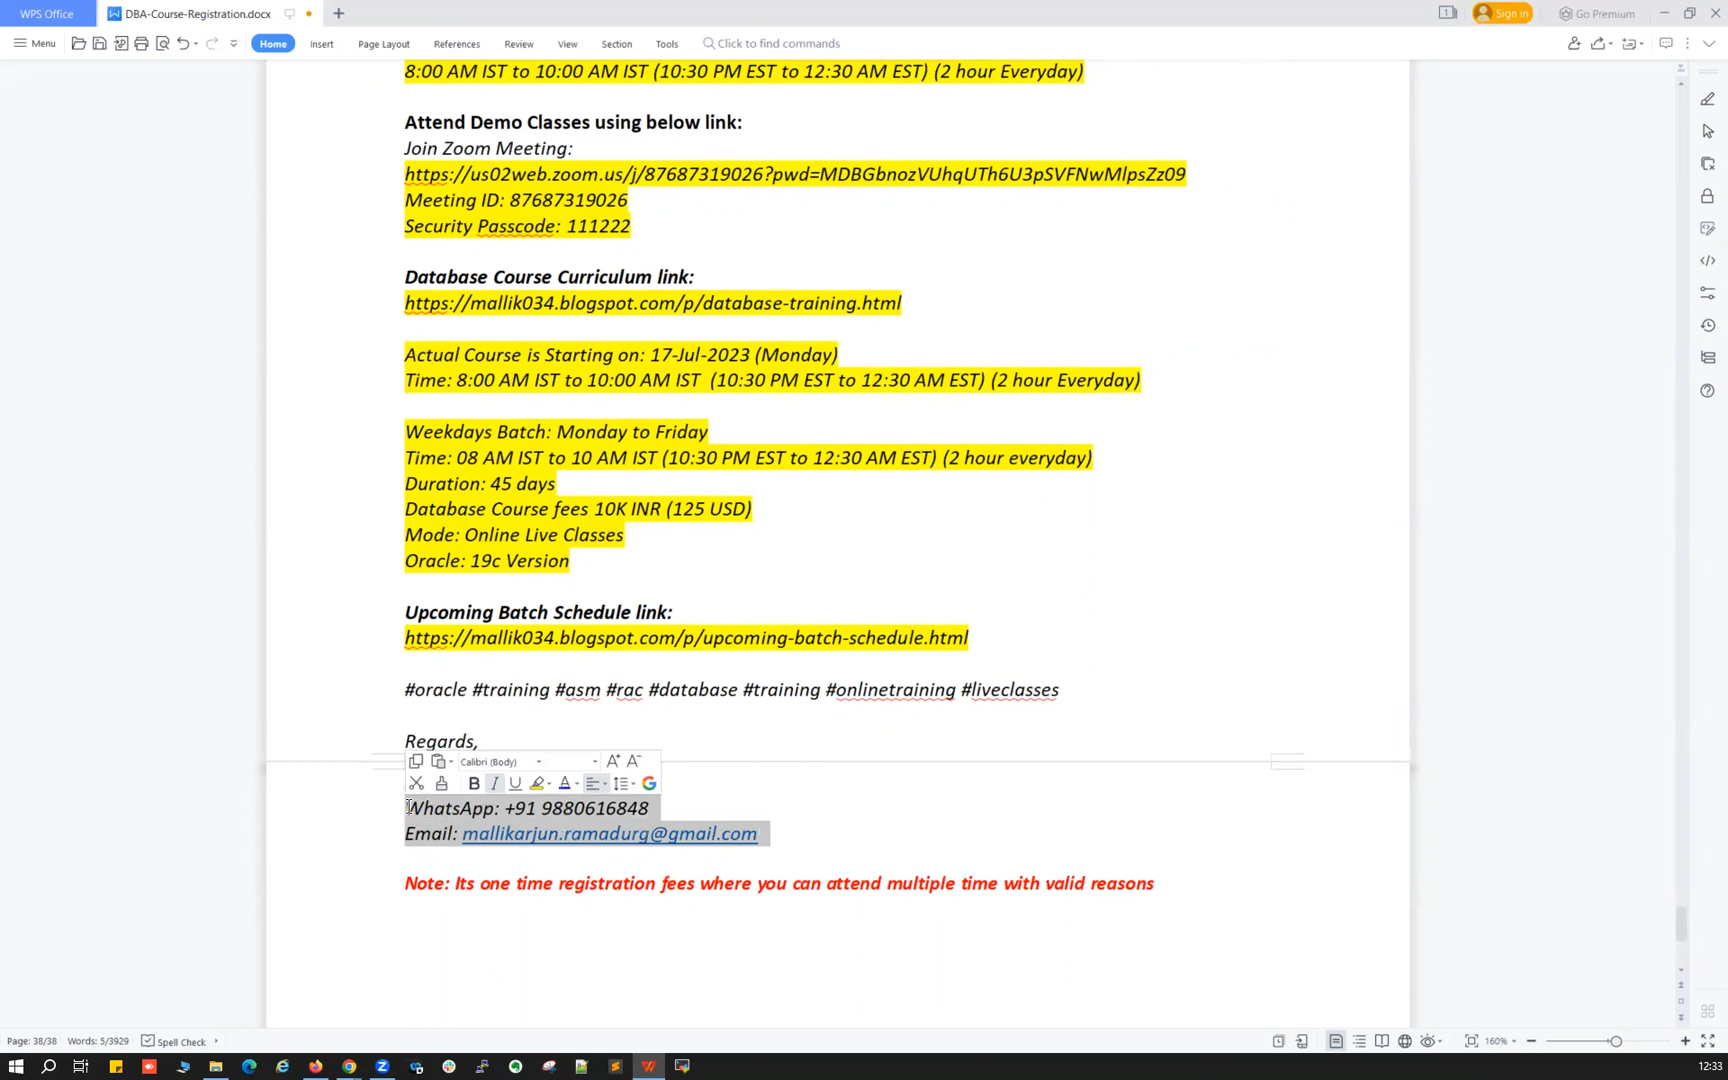 WPS Office
DBA-Course-Registration.docx
1
Sign in
Go Premium
Menu
Home
Insert
Page Layout
References
Review
View
Section
Tools
Click to find commands
8:00 AM IST to 10:00 AM IST (10:30 PM EST to 12:30 AM EST) (2 hour Everyday)
Attend Demo Classes using below link:
Join Zoom Meeting:
https://us02web.zoom.us/j/87687319026?pwd=MDBGbnozVUhqUTh6U3pSVFNwMlpsZz09
Meeting ID: 87687319026
Security Passcode: 111222
Database Course Curriculum link:
https://mallik034.blogspot.com/p/database-training.html
Actual Course is Starting on: 17-Jul-2023 (Monday)
Time: 8:00 AM IST to 10:00 AM IST (10:30 PM EST to 12:30 AM EST) (2 hour Everyday)
Weekdays Batch: Monday to Friday
Time: 08 AM IST to 10 AM IST (10:30 PM EST to 12:30 AM EST) (2 hour everyday)
Duration: 45 days
Database Course fees 10K INR (125 USD)
Mode: Online Live Classes
Oracle: 19c Version
Upcoming Batch Schedule link:
https://mallik034.blogspot.com/p/upcoming-batch-schedule.html
#oracle #training #asm #rac #database #training #onlinetraining #liveclasses
Regards,
Calibri (Body)
WhatsApp: +91 9880616848
Email: mallikarjun.ramadurg@gmail.com
Note: Its one time registration fees where you can attend multiple time with valid reasons
Page: 38/38
Words: 5/3929
Spell Check
160%
12:33